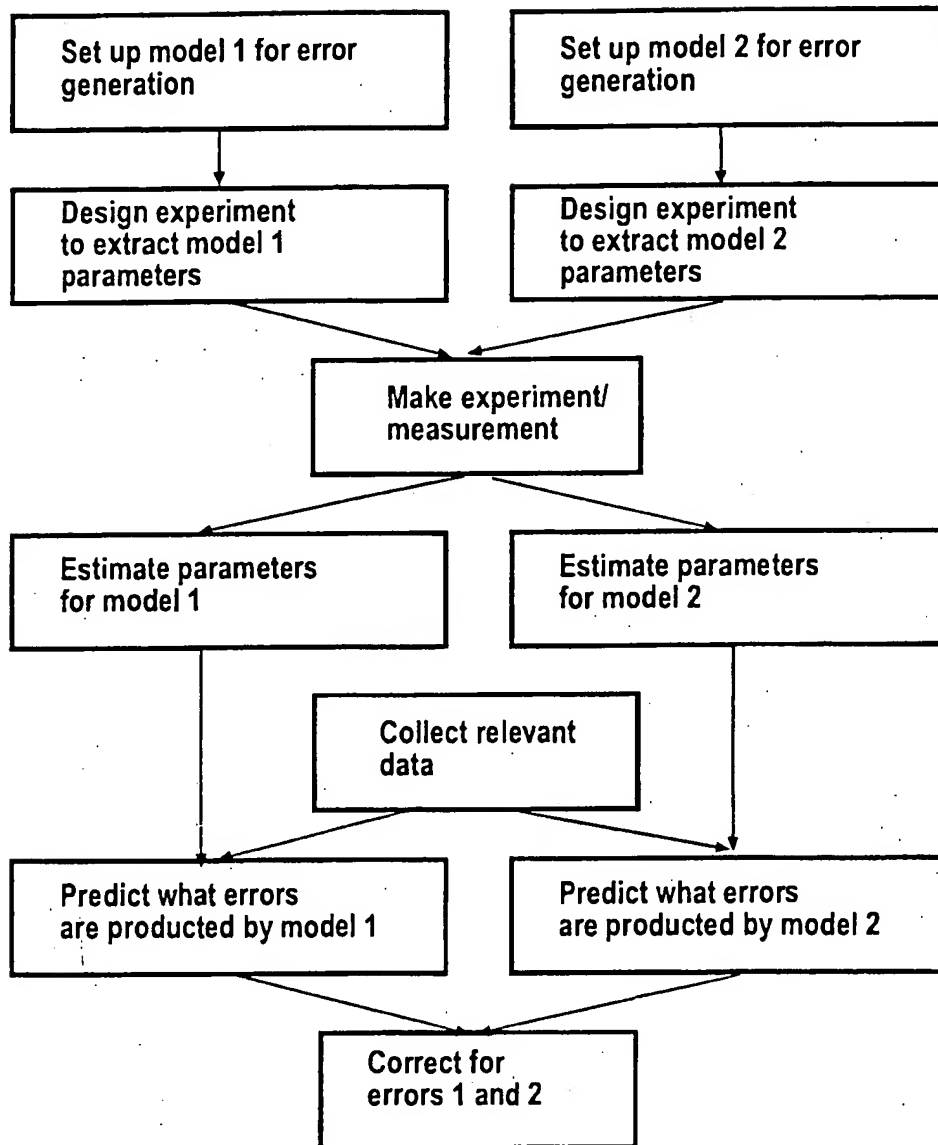 Set up model 1 for error
generation
Set up model 2 for error
generation
Design experiment
to extract model 1
parameters
Design experiment
to extract model 2
parameters
Make experiment/
measurement
Estimate parameters
for model 1
Estimate parameters
for model 2
Collect relevant
data
Predict what errors
are producted by model 1
Predict what errors
are producted by model 2
Correct for
errors 1 and 2